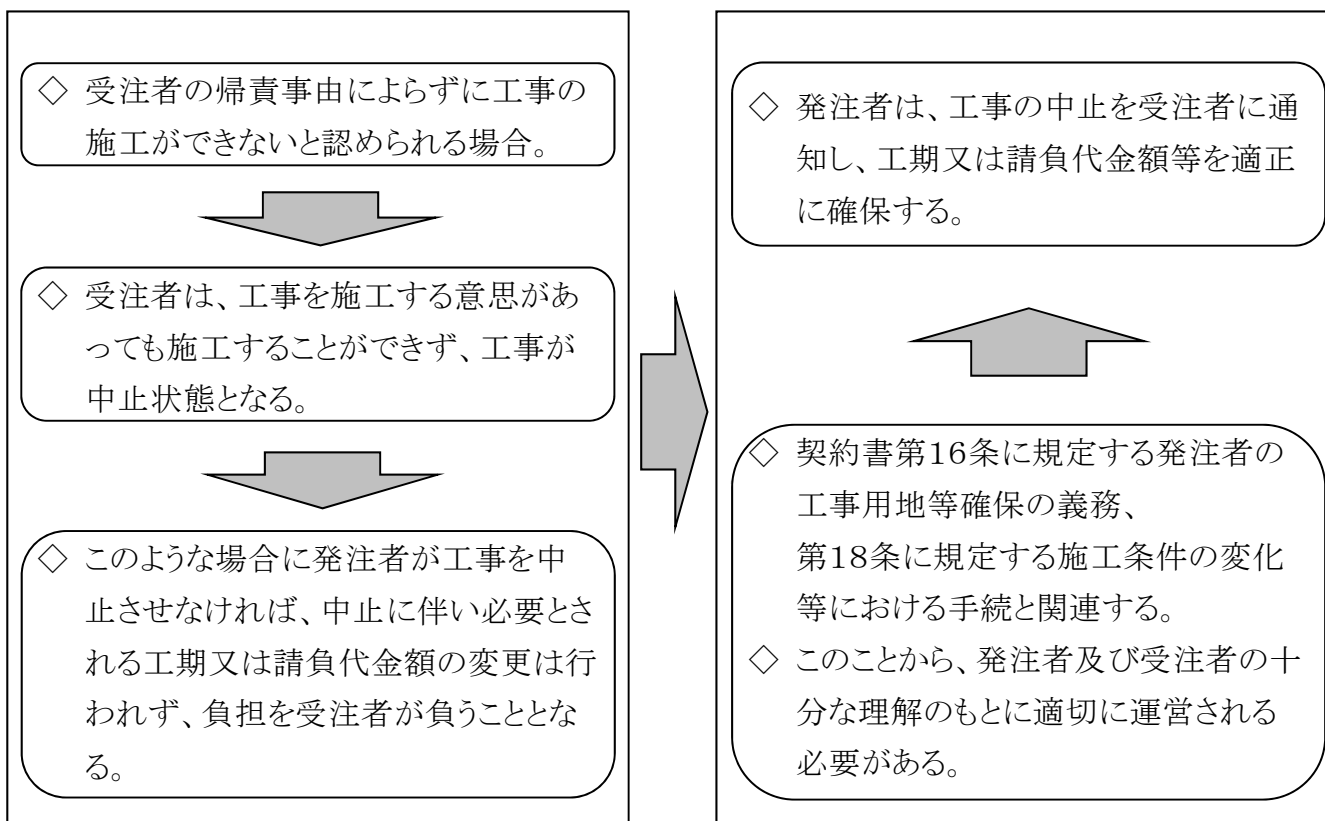 ◇ 受注者の帰責事由によらずに工事の
施工ができないと認められる場合。
◇ 受注者は、工事を施工する意思があ
っても施工することができず、工事が
中止状態となる。
◇ このような場合に発注者が工事を中
止させなければ、中止に伴い必要とさ
れる工期又は請負代金額の変更は行
われず、負担を受注者が負うこととな
る。
◇ 発注者は、工事の中止を受注者に通
知し、工期又は請負代金額等を適正
に確保する。
◇ 契約書第16条に規定する発注者の
工事用地等確保の義務、
第18条に規定する施工条件の変化
等における手続と関連する。
◇ このことから、発注者及び受注者の十
分な理解のもとに適切に運営される
必要がある。